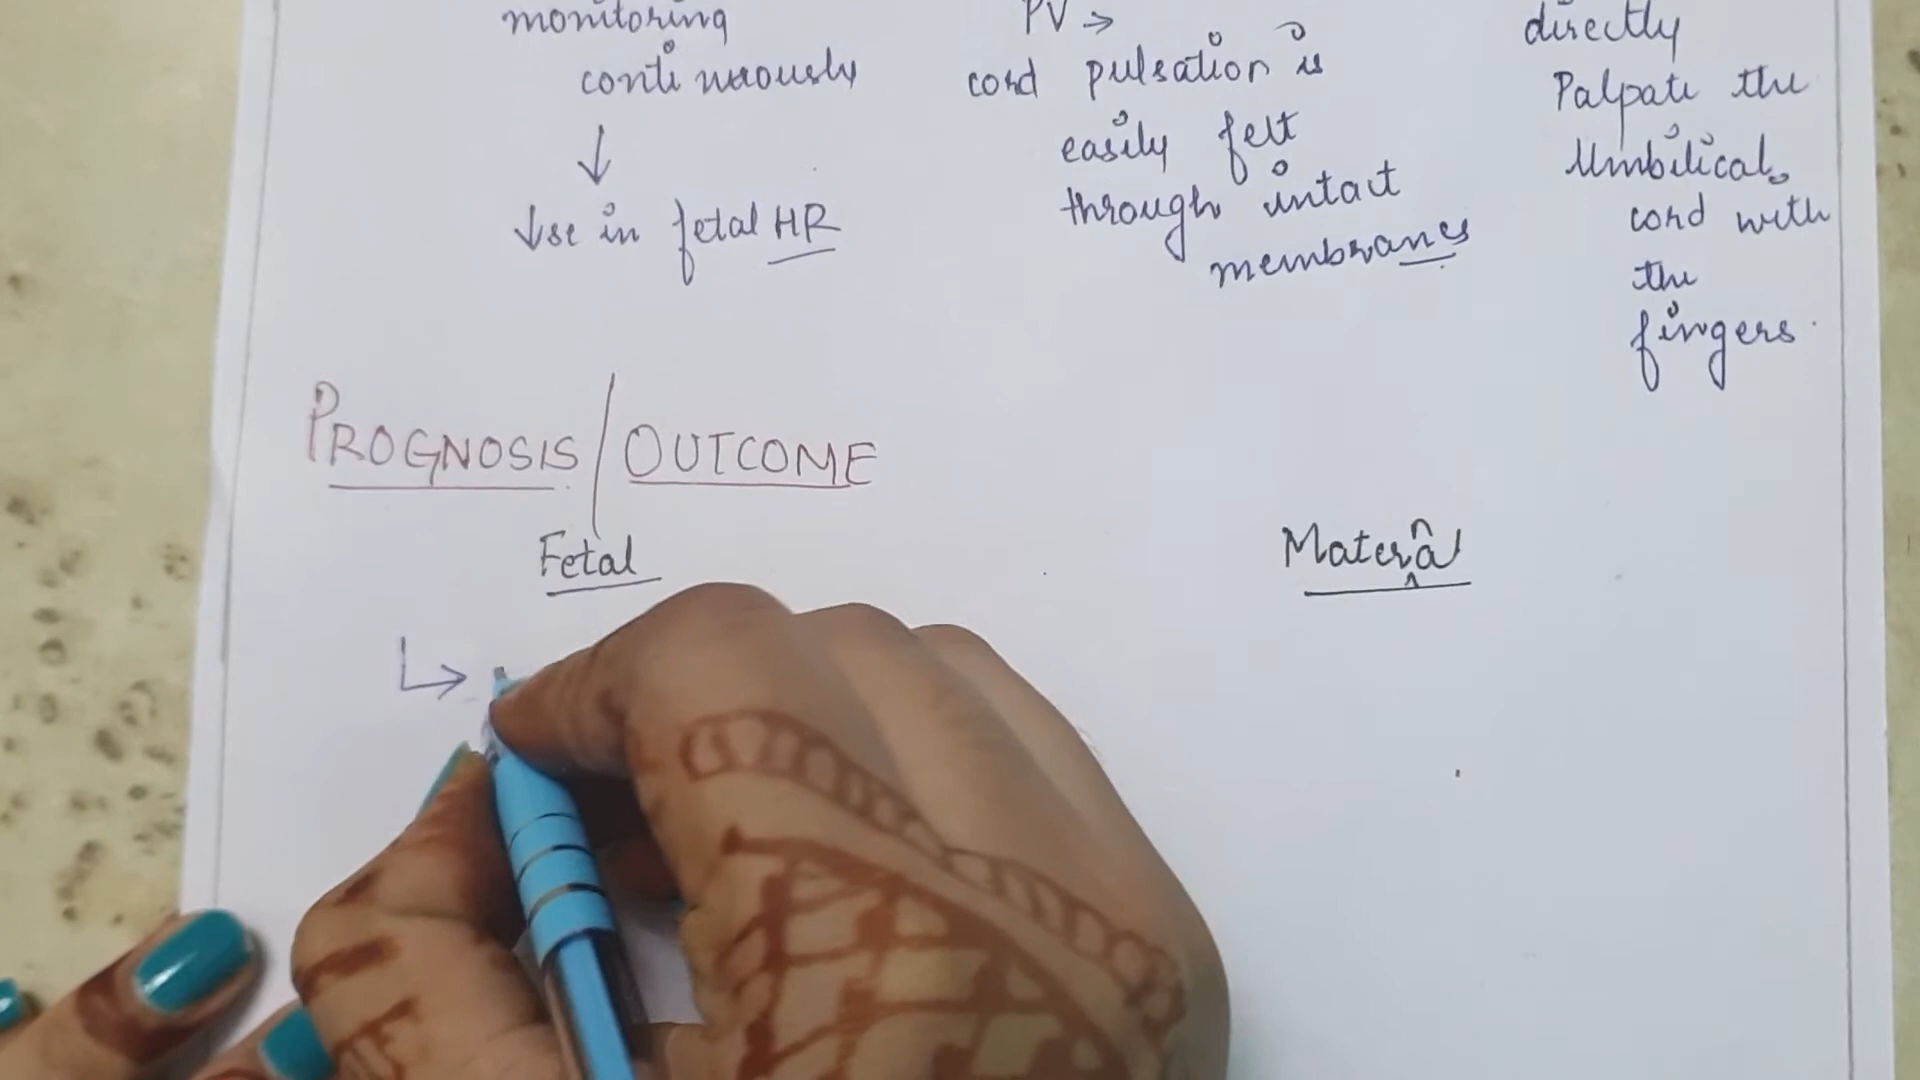 monitoring
continuously
↓
↓se in fetal HR
PV →
cord pulsation is
easily felt
through intact
membranes
directly
Palpate the
Umbilical
cord with
the
fingers.
PROGNOSIS / OUTCOME
Fetal
Maternal